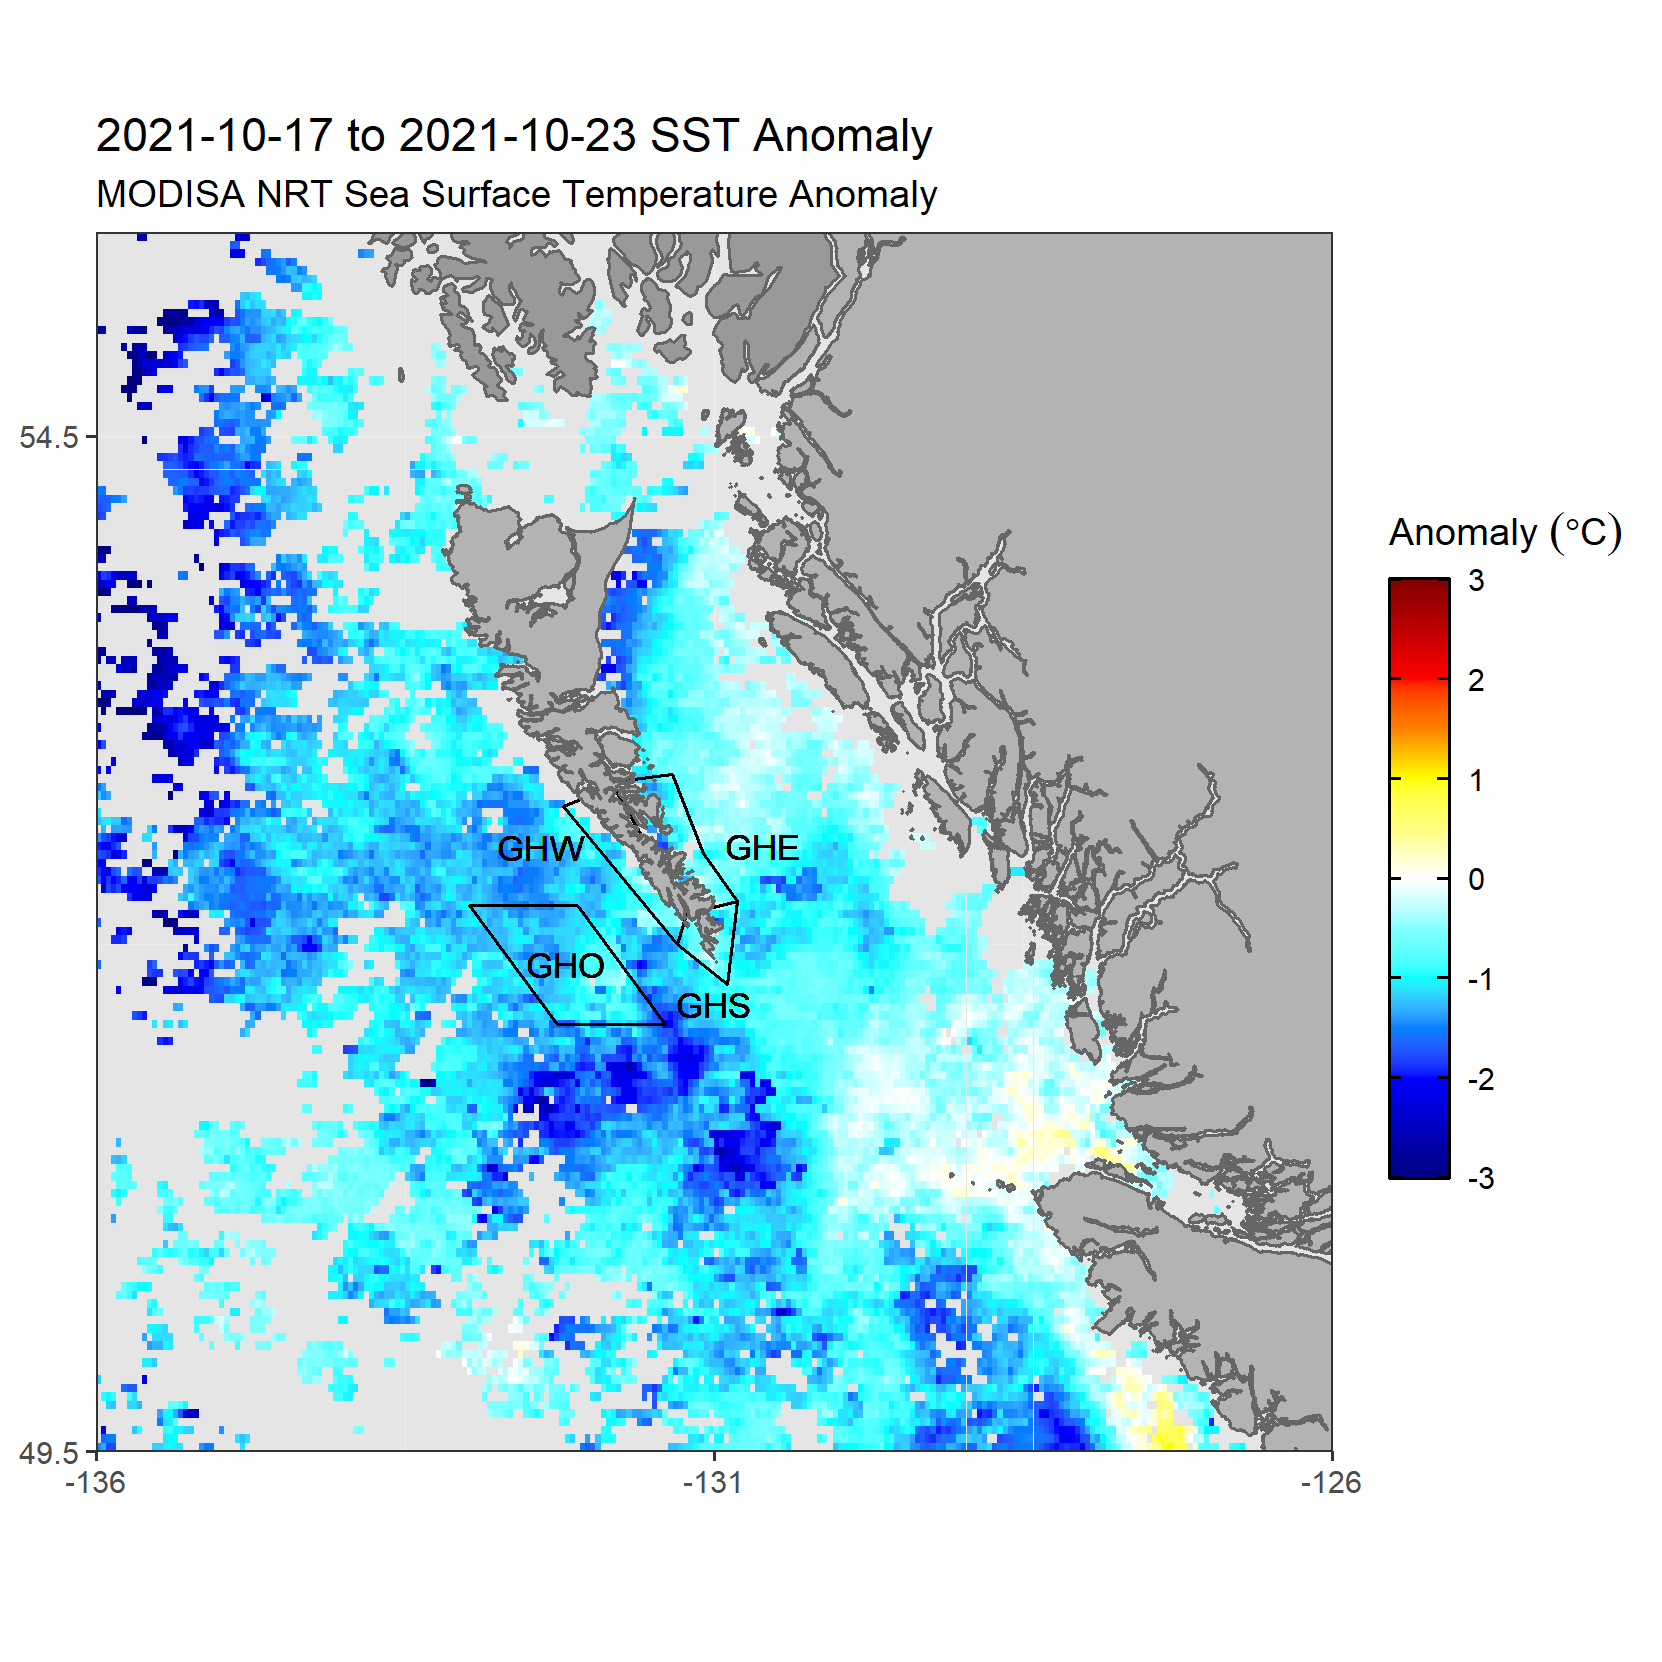 2021-10-17 to 2021-10-23 SST Anomaly
MODISA NRT Sea Surface Temperature Anomaly
54.5
49.5
-136
-131
-126
GHW
GHE
GHO
GHS
Anomaly (°C)
3
2
1
0
-1
-2
-3